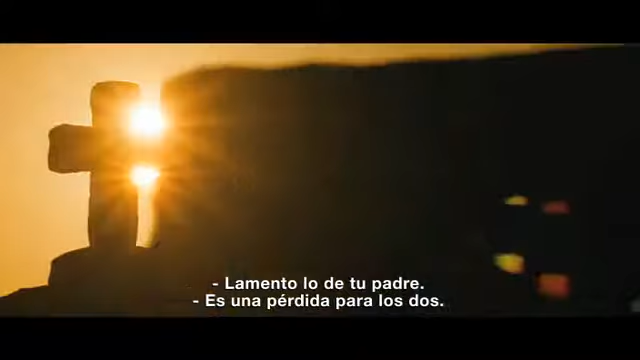 - Lamento lo de tu padre.
- Es una pérdida para los dos.